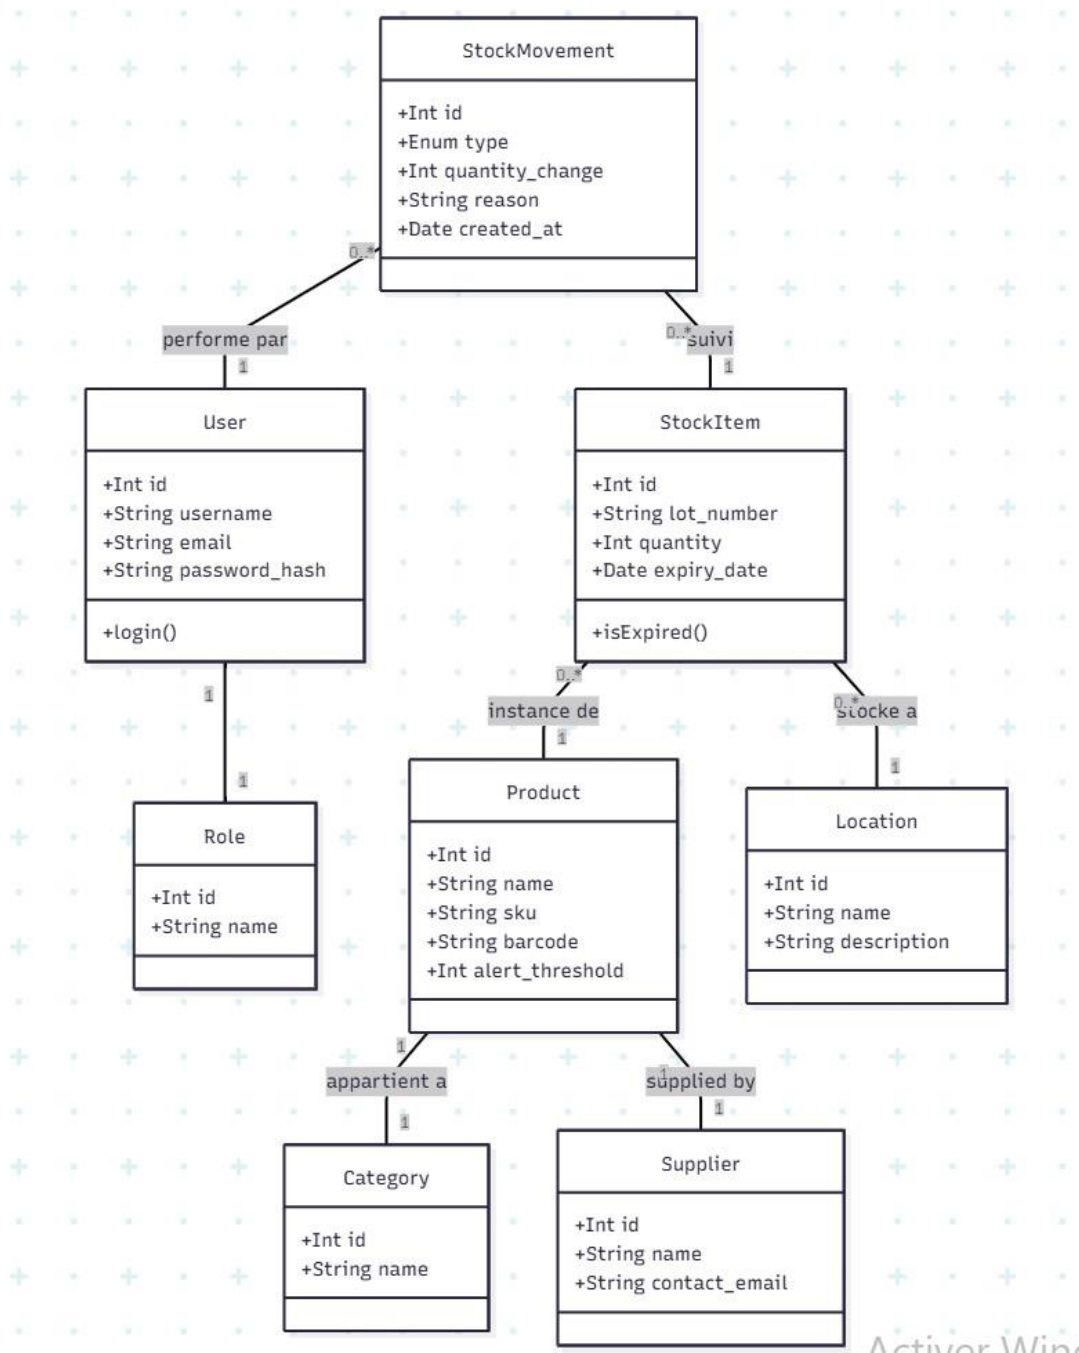 StockMovement
+Int id
+Enum type
+Int quantity_change
+String reason
+Date created_at
0..*
performe par
1
0..*
suivi
1
User
+Int id
+String username
+String email
+String password_hash
+login()
StockItem
+Int id
+String lot_number
+Int quantity
+Date expiry_date
+isExpired()
1
1
0..*
instance de
1
0..*
stocke a
1
Role
+Int id
+String name
Product
+Int id
+String name
+String sku
+String barcode
+Int alert_threshold
Location
+Int id
+String name
+String description
1
appartient a
1
1
supplied by
1
Category
+Int id
+String name
Supplier
+Int id
+String name
+String contact_email
Activer Wind